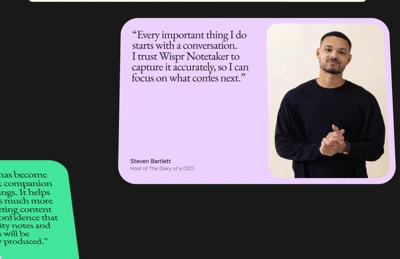 “Every important thing I do
starts with a conversation.
I trust Wispr Notetaker to
capture it accurately, so I can
focus on what comes next.”
Steven Bartlett
Host of The Diary of a CEO
has become
companion
ngs. It helps
s much more
eting content
onfidence that
ity notes and
s will be
produced.”